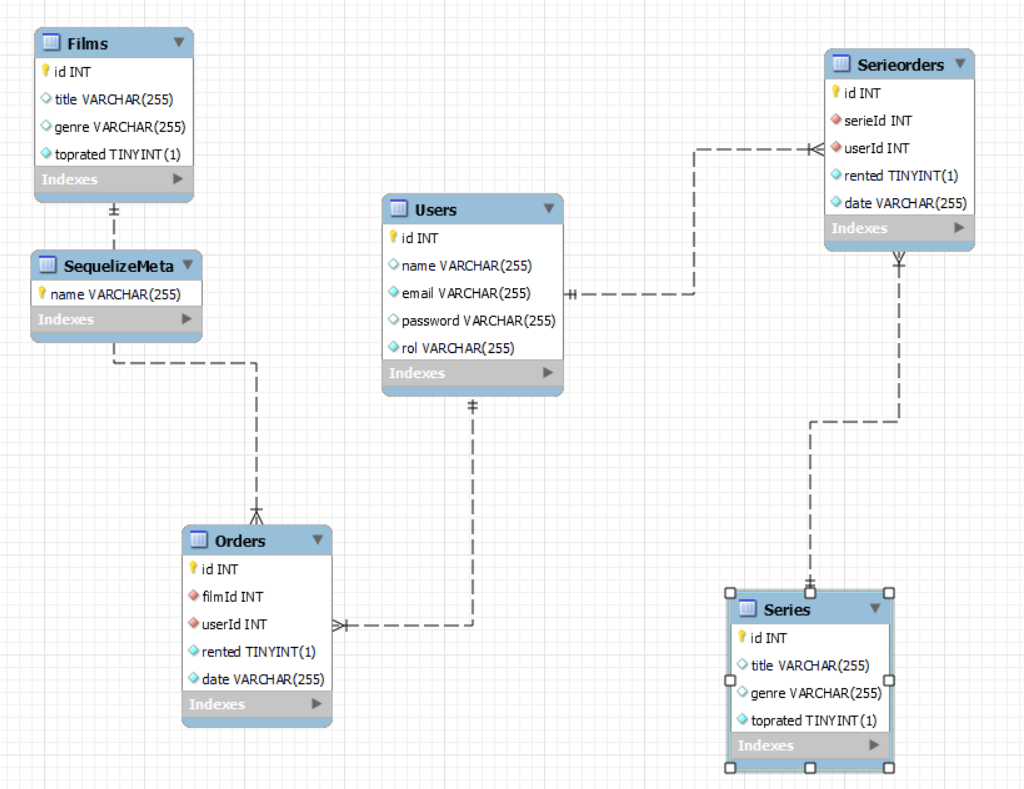 Films
id INT
title VARCHAR(255)
genre VARCHAR(255)
toprated TINYINT(1)
Indexes
SequelizeMeta
name VARCHAR(255)
Indexes
Users
id INT
name VARCHAR(255)
email VARCHAR(255)
password VARCHAR(255)
rol VARCHAR(255)
Indexes
Serieorders
id INT
serieId INT
userId INT
rented TINYINT(1)
date VARCHAR(255)
Indexes
Orders
id INT
filmId INT
userId INT
rented TINYINT(1)
date VARCHAR(255)
Indexes
Series
id INT
title VARCHAR(255)
genre VARCHAR(255)
toprated TINYINT(1)
Indexes